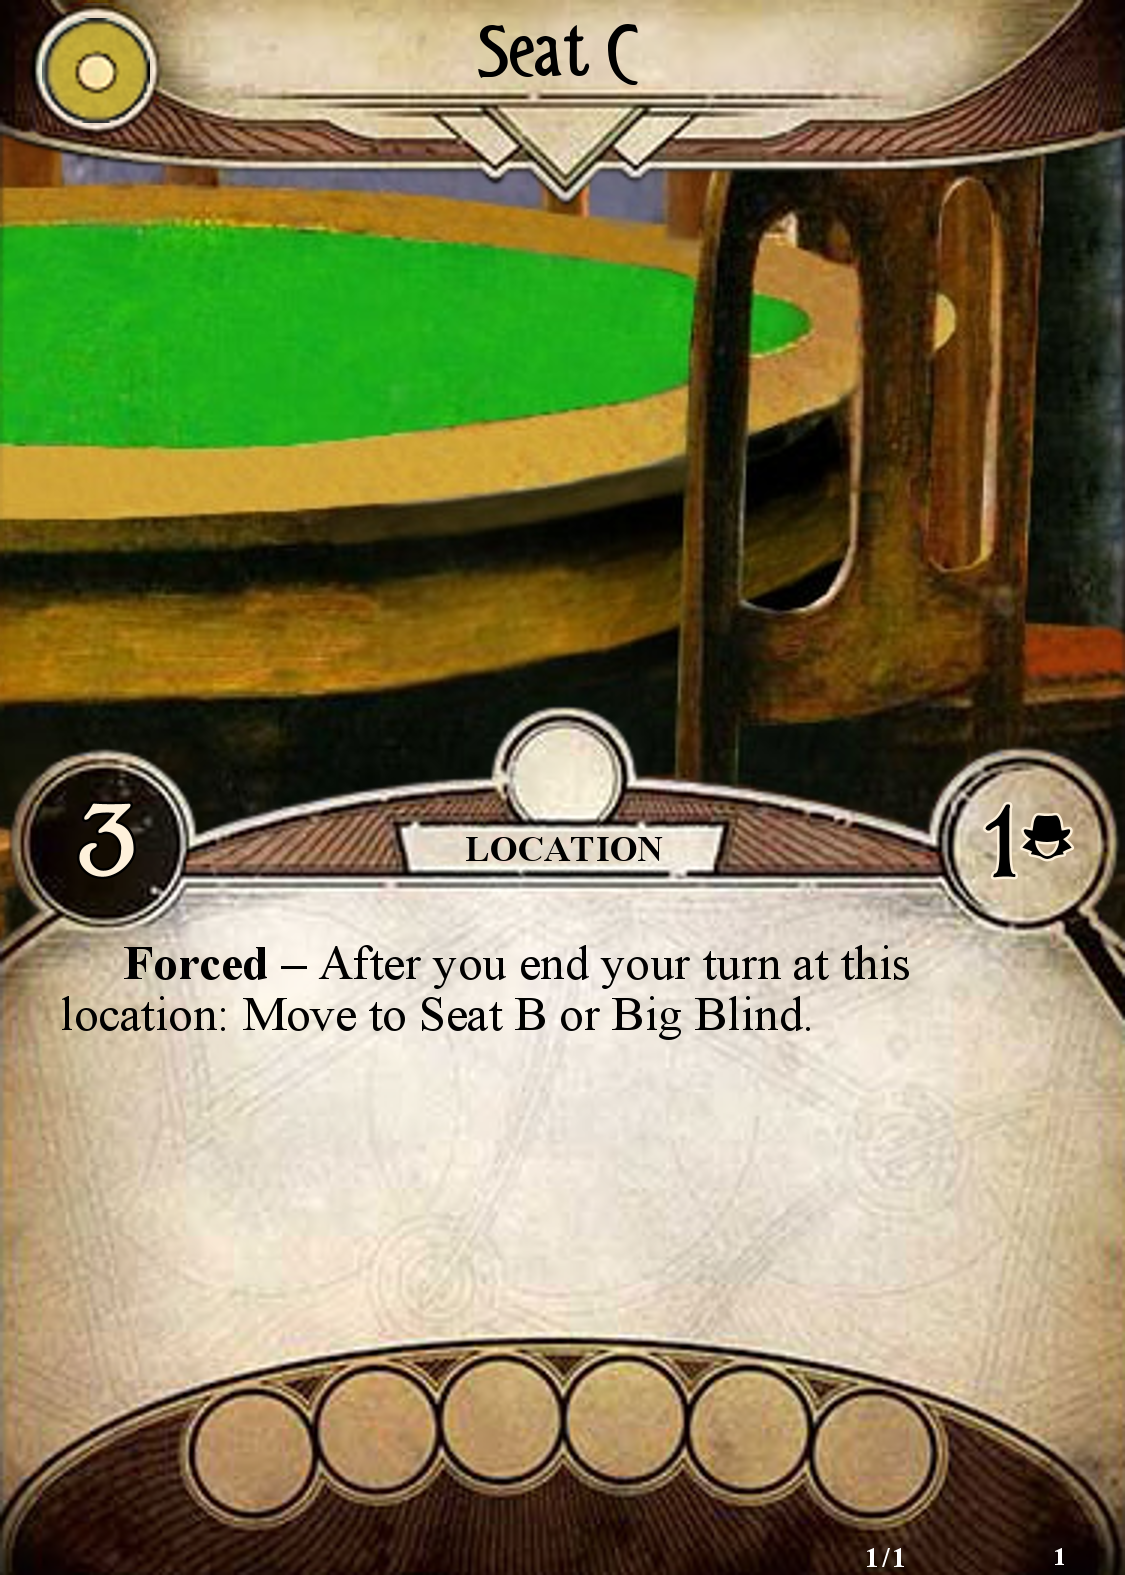 Seat C
3
LOCATION
1
Forced – After you end your turn at this
location: Move to Seat B or Big Blind.
1/1
1